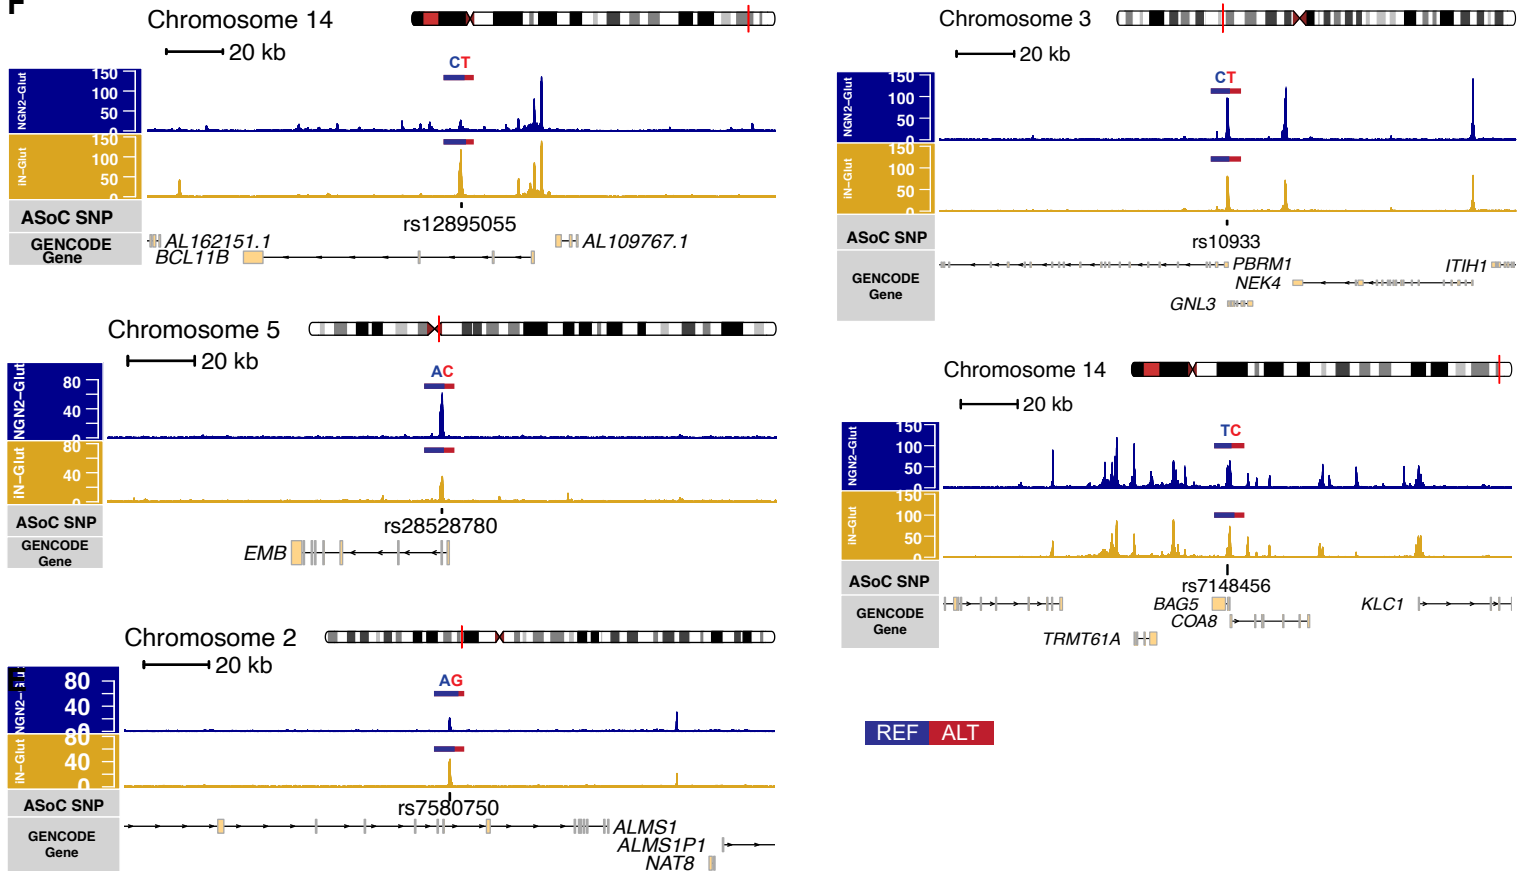 F
Chromosome 14
20 kb
CT
NGN2-Glut
150
100
50
0
iN-Glut
150
100
50
0
ASoC SNP
rs12895055
GENCODE
Gene
AL162151.1
BCL11B
AL109767.1
Chromosome 5
20 kb
AC
NGN2-Glut
80
40
0
iN-Glut
80
40
0
ASoC SNP
rs28528780
GENCODE
Gene
EMB
Chromosome 2
20 kb
AG
NGN2-Glut
80
40
0
iN-Glut
80
40
0
ASoC SNP
rs7580750
GENCODE
Gene
ALMS1
ALMS1P1
NAT8
Chromosome 3
20 kb
CT
NGN2-Glut
150
100
50
0
iN-Glut
150
100
50
0
ASoC SNP
rs10933
GENCODE
Gene
PBRM1
NEK4
ITIH1
GNL3
Chromosome 14
20 kb
TC
NGN2-Glut
150
100
50
0
iN-Glut
150
100
50
0
ASoC SNP
rs7148456
GENCODE
Gene
BAG5
KLC1
COA8
TRMT61A
REF ALT